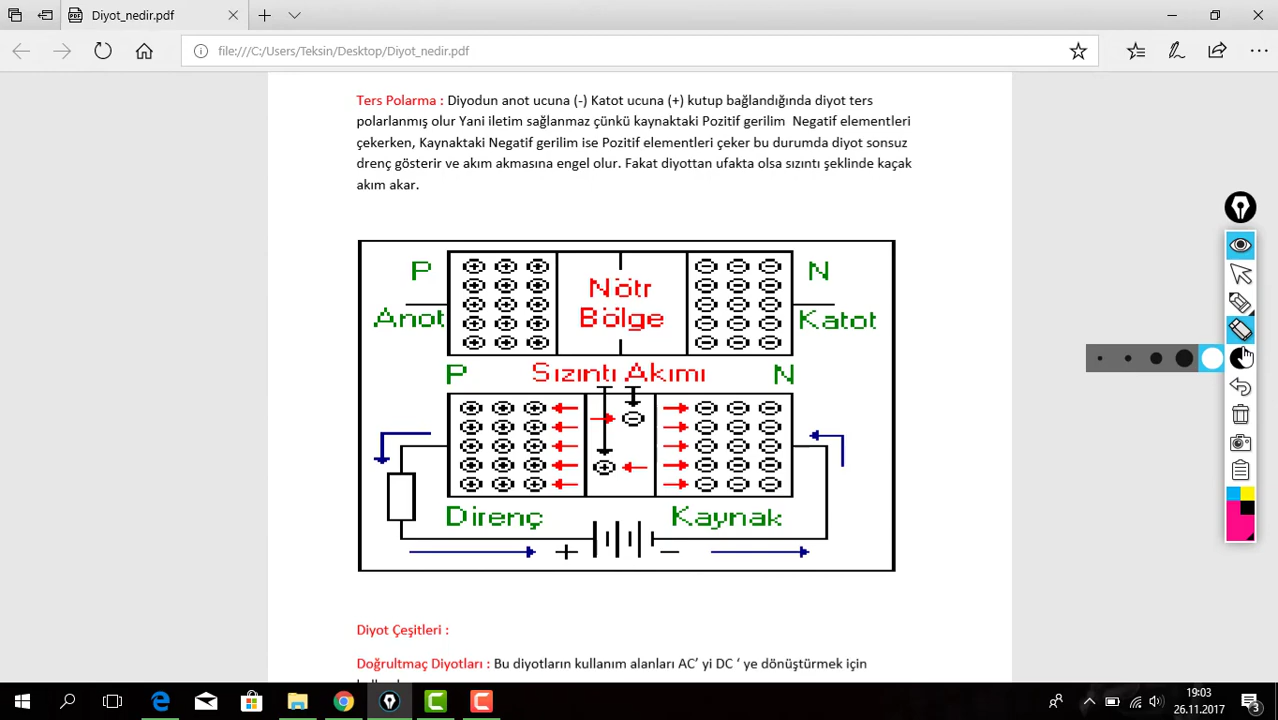 Diyot_nedir.pdf
file:///C:/Users/Teksin/Desktop/Diyot_nedir.pdf
Ters Polarma : Diyodun anot ucuna (-) Katot ucuna (+) kutup bağlandığında diyot ters
polarlanmış olur Yani iletim sağlanmaz çünkü kaynaktaki Pozitif gerilim Negatif elementleri
çekerken, Kaynaktaki Negatif gerilim ise Pozitif elementleri çeker bu durumda diyot sonsuz
drenç gösterir ve akım akmasına engel olur. Fakat diyottan ufakta olsa sızıntı şeklinde kaçak
akım akar.
P N
Nötr
Bölge
Anot Katot
P Sızıntı Akımı N
Direnç Kaynak
+ −
Diyot Çeşitleri :
Doğrultmaç Diyotları : Bu diyotların kullanım alanları AC’ yi DC ‘ ye dönüştürmek için
19:03
26.11.2017
3